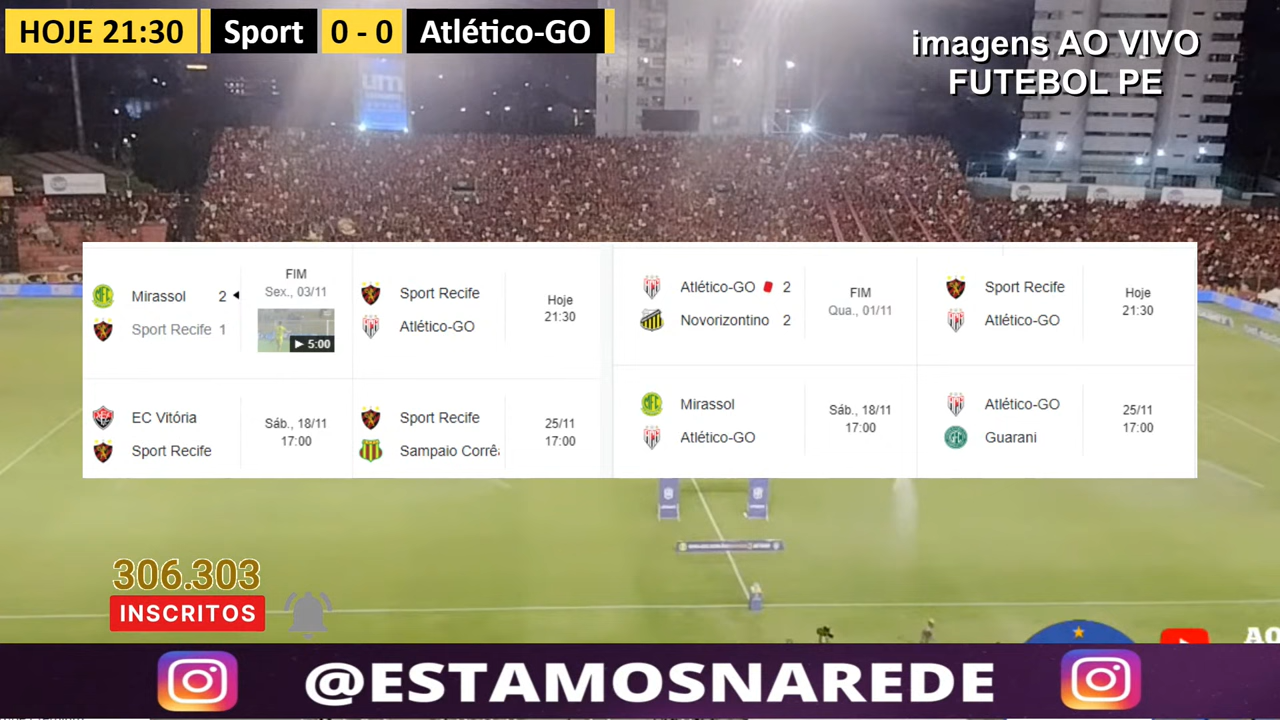 HOJE 21:30 Sport 0 - 0 Atlético-GO
imagens AO VIVO
FUTEBOL PE
um
Mirassol 2
Sport Recife 1
FIM
Sex., 03/11
5:00
Sport Recife
Atlético-GO
Hoje
21:30
Atlético-GO 2
Novorizontino 2
FIM
Qua., 01/11
Sport Recife
Atlético-GO
Hoje
21:30
EC Vitória
Sport Recife
Sáb., 18/11
17:00
Sport Recife
Sampaio Corrê
25/11
17:00
Mirassol
Atlético-GO
Sáb., 18/11
17:00
Atlético-GO
Guarani
25/11
17:00
306.303
INSCRITOS
AO
@ESTAMOSNAREDE